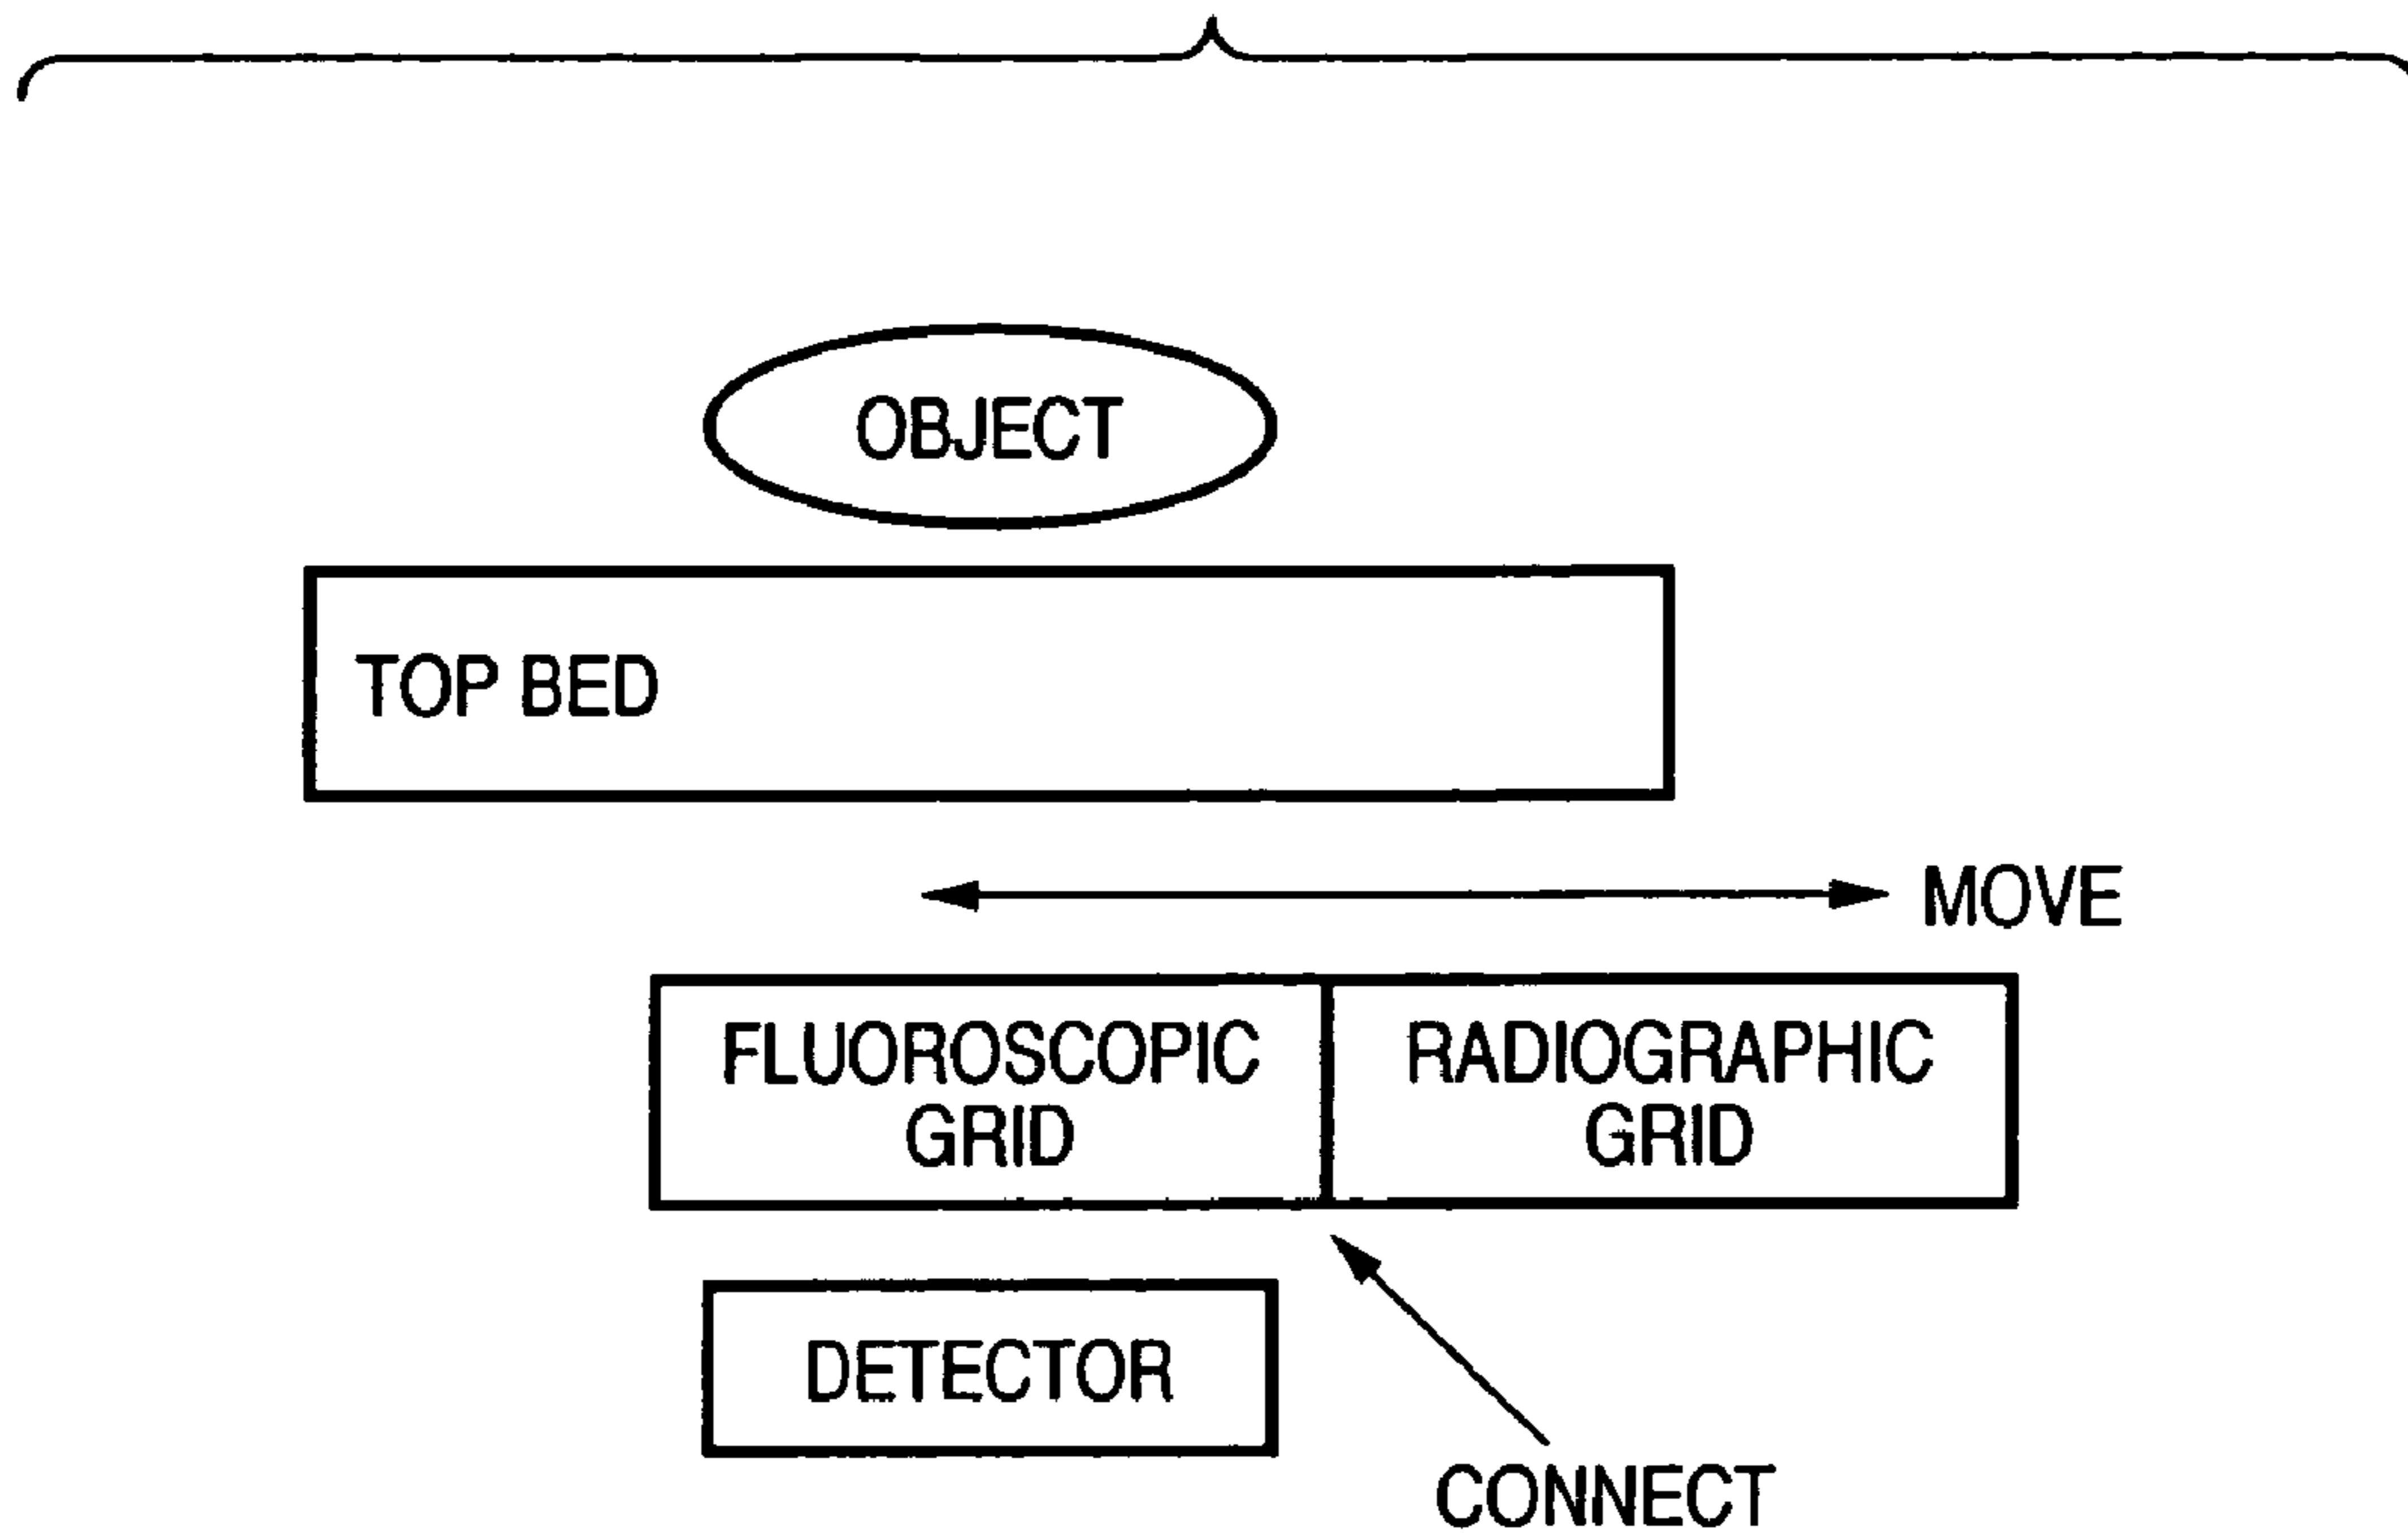 OBJECT
TOP BED
MOVE
FLUOROSCOPIC
GRID
RADIOGRAPHIC
GRID
DETECTOR
CONNECT